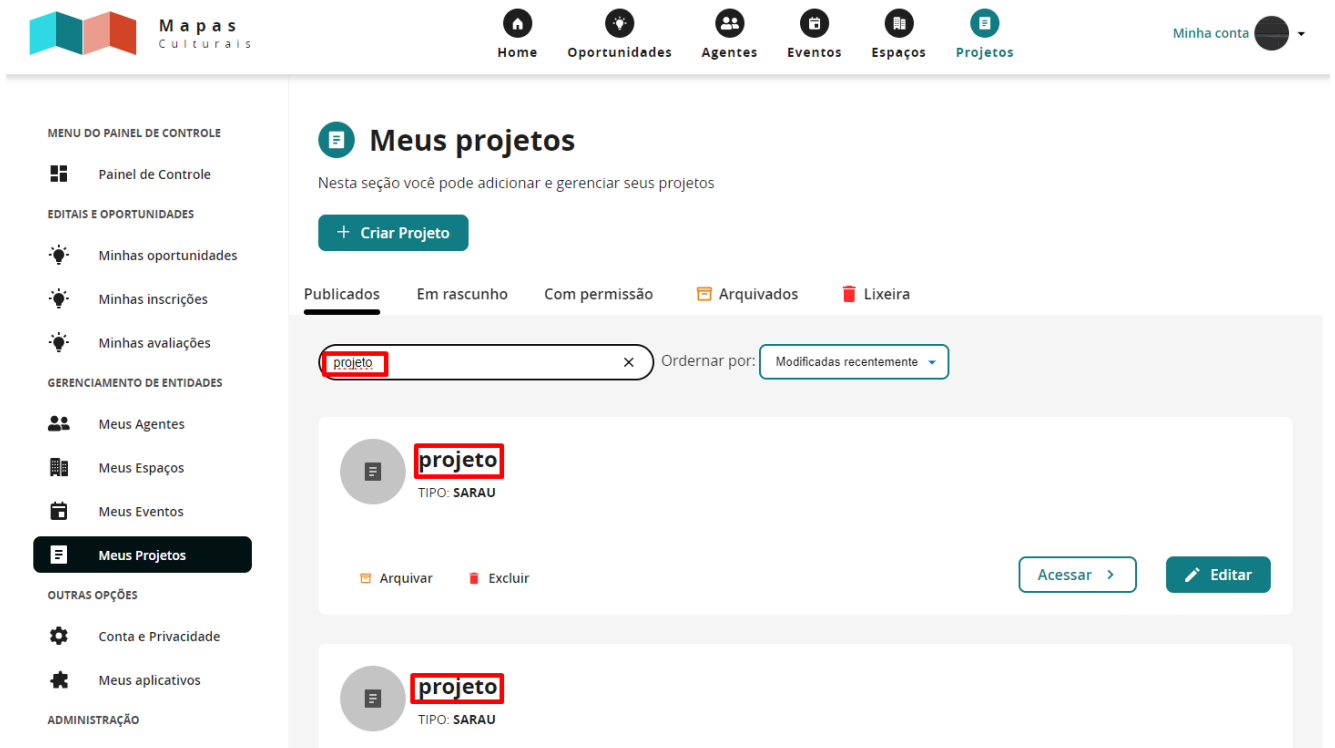 Mapas
Culturais
Home
Oportunidades
Agentes
Eventos
Espaços
Projetos
Minha conta
MENU DO PAINEL DE CONTROLE
Painel de Controle
EDITAIS E OPORTUNIDADES
Minhas oportunidades
Minhas inscrições
Minhas avaliações
GERENCIAMENTO DE ENTIDADES
Meus Agentes
Meus Espaços
Meus Eventos
Meus Projetos
OUTRAS OPÇÕES
Conta e Privacidade
Meus aplicativos
ADMINISTRAÇÃO
Meus projetos
Nesta seção você pode adicionar e gerenciar seus projetos
+ Criar Projeto
Publicados
Em rascunho
Com permissão
Arquivados
Lixeira
projeto
Ordernar por:
Modificadas recentemente
projeto
TIPO: SARAU
Arquivar
Excluir
Acessar
Editar
projeto
TIPO: SARAU